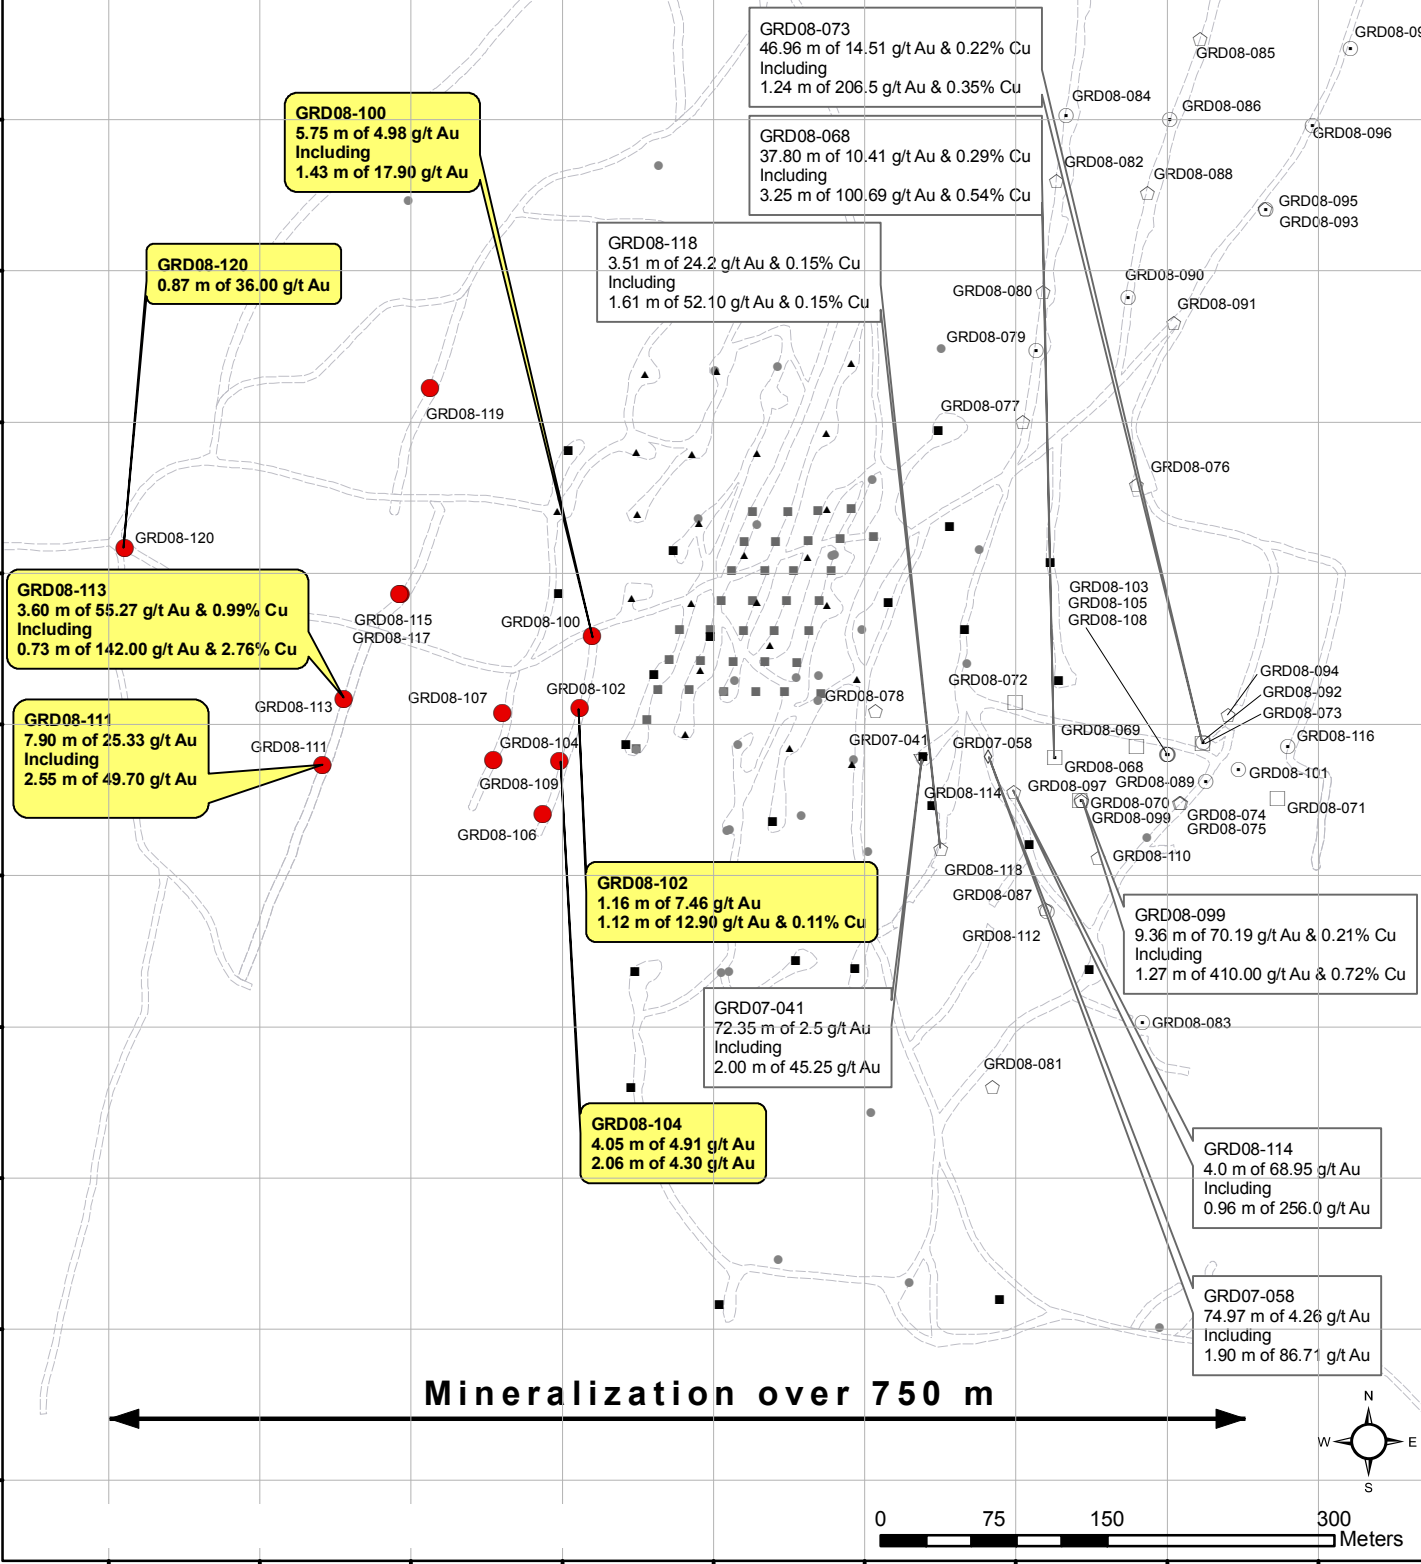 GRD08-073
46.96 m of 14.51 g/t Au & 0.22% Cu
Including
1.24 m of 206.5 g/t Au & 0.35% Cu
GRD08-085
GRD08-084
GRD08-086
GRD08-096
GRD08-100
5.75 m of 4.98 g/t Au
Including
1.43 m of 17.90 g/t Au
GRD08-068
37.80 m of 10.41 g/t Au & 0.29% Cu
Including
3.25 m of 100.69 g/t Au & 0.54% Cu
GRD08-082
GRD08-088
GRD08-095
GRD08-093
GRD08-120
0.87 m of 36.00 g/t Au
GRD08-118
3.51 m of 24.2 g/t Au & 0.15% Cu
Including
1.61 m of 52.10 g/t Au & 0.15% Cu
GRD08-080
GRD08-090
GRD08-091
GRD08-079
GRD08-119
GRD08-077
GRD08-076
GRD08-120
GRD08-113
3.60 m of 55.27 g/t Au & 0.99% Cu
Including
0.73 m of 142.00 g/t Au & 2.76% Cu
GRD08-115
GRD08-117
GRD08-100
GRD08-103
GRD08-105
GRD08-108
GRD08-107
GRD08-102
GRD08-078
GRD08-072
GRD08-094
GRD08-092
GRD08-073
GRD08-113
GRD08-111
7.90 m of 25.33 g/t Au
Including
2.55 m of 49.70 g/t Au
GRD08-111
GRD08-104
GRD08-109
GRD08-106
GRD07-041
GRD07-058
GRD08-069
GRD08-068
GRD08-116
GRD08-089
GRD08-101
GRD08-114
GRD08-097
GRD08-070
GRD08-099
GRD08-074
GRD08-075
GRD08-071
GRD08-110
GRD08-118
GRD08-087
GRD08-112
GRD08-102
1.16 m of 7.46 g/t Au
1.12 m of 12.90 g/t Au & 0.11% Cu
GRD08-099
9.36 m of 70.19 g/t Au & 0.21% Cu
Including
1.27 m of 410.00 g/t Au & 0.72% Cu
GRD07-041
72.35 m of 2.5 g/t Au
Including
2.00 m of 45.25 g/t Au
GRD08-083
GRD08-081
GRD08-104
4.05 m of 4.91 g/t Au
2.06 m of 4.30 g/t Au
GRD08-114
4.0 m of 68.95 g/t Au
Including
0.96 m of 256.0 g/t Au
GRD07-058
74.97 m of 4.26 g/t Au
Including
1.90 m of 86.71 g/t Au
Mineralization over 750 m
N
W
E
S
0 75 150 300
Meters